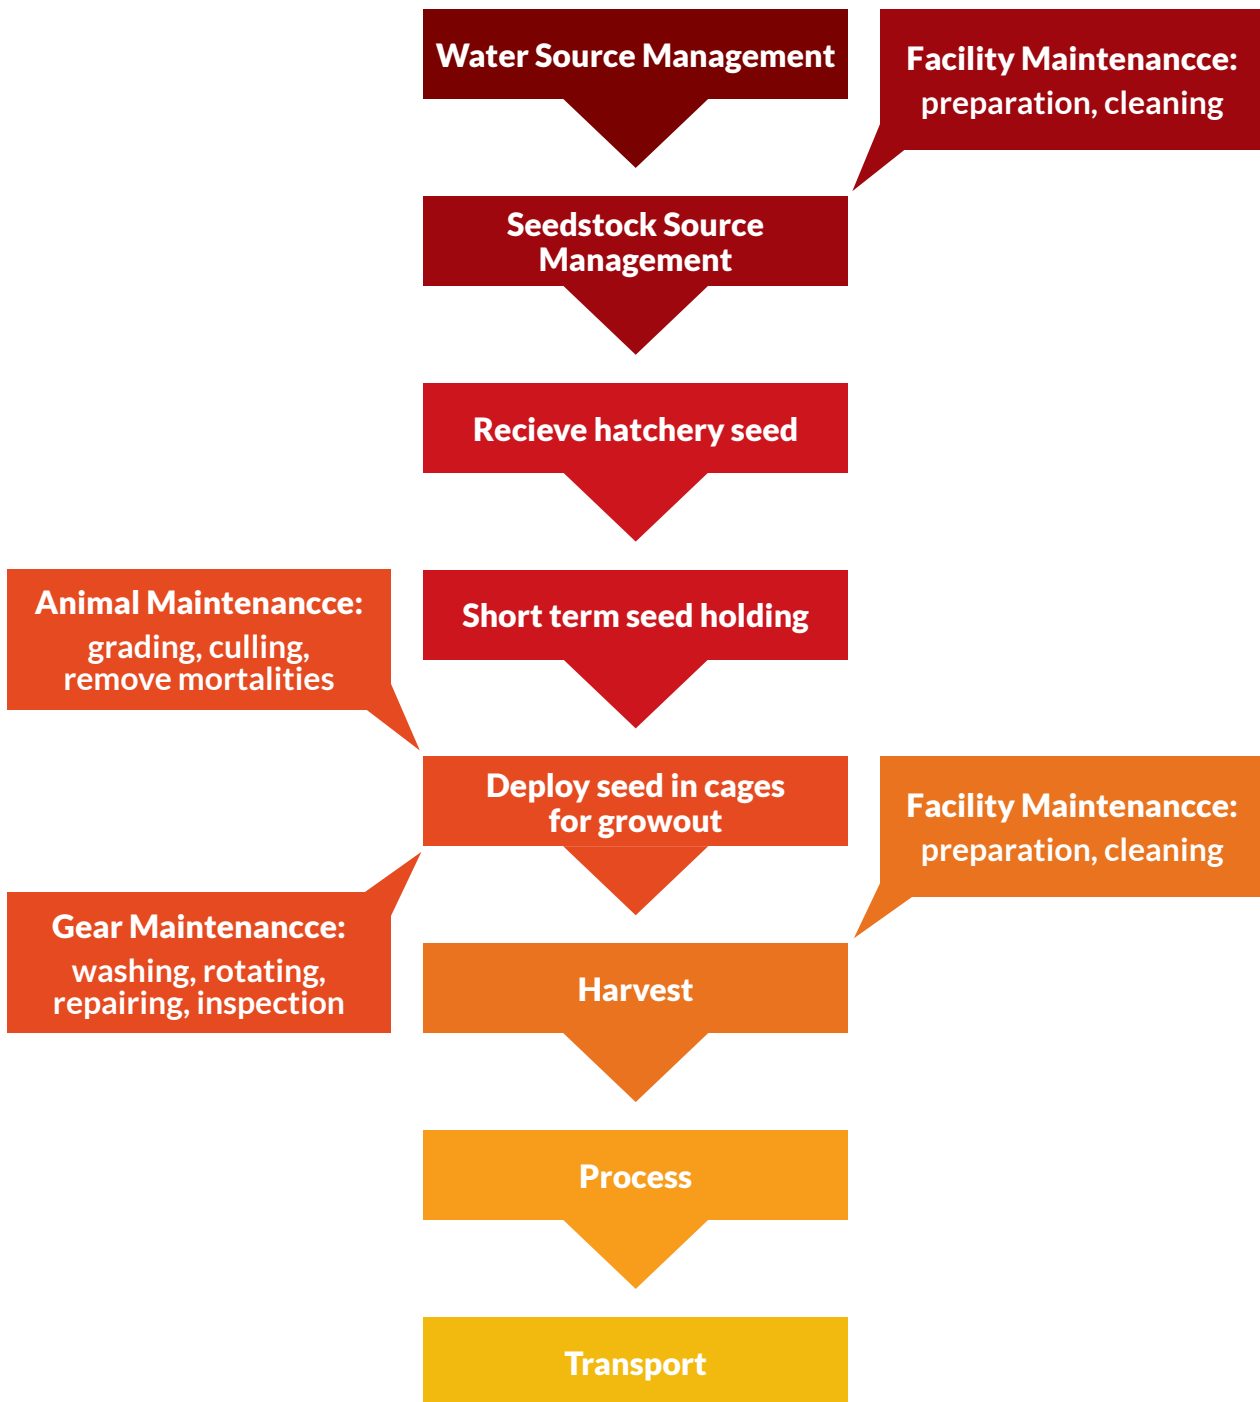 Water Source Management
Facility Maintenancce:
preparation, cleaning
Seedstock Source
Management
Recieve hatchery seed
Short term seed holding
Animal Maintenancce:
grading, culling,
remove mortalities
Deploy seed in cages
for growout
Facility Maintenancce:
preparation, cleaning
Gear Maintenancce:
washing, rotating,
repairing, inspection
Harvest
Process
Transport